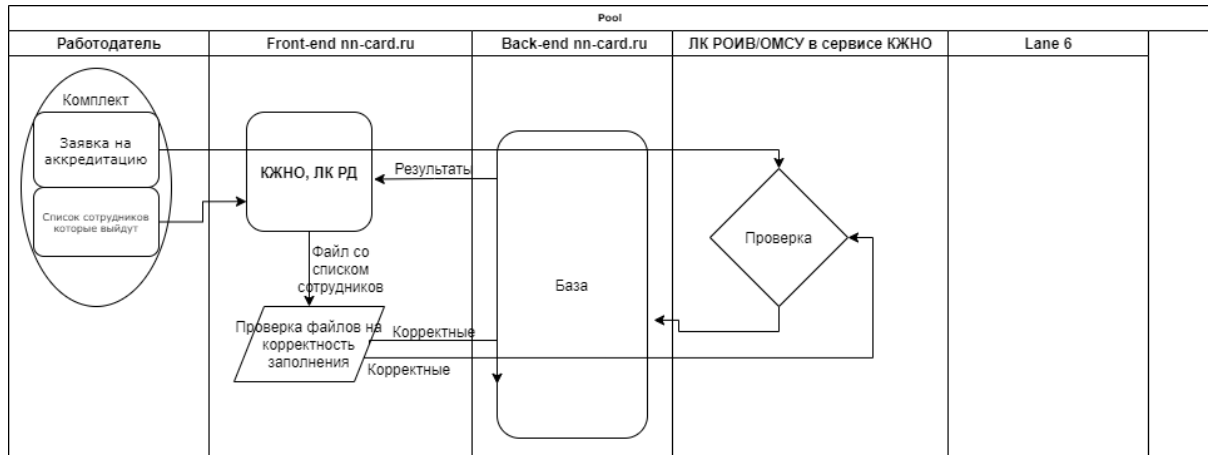 Pool
Работодатель
Front-end nn-card.ru
Back-end nn-card.ru
ЛК РОИВ/ОМСУ в сервисе КЖНО
Lane 6
Комплект
Заявка на
аккредитацию
Список сотрудников
которые выйдут
КЖНО, ЛК РД
Результаты
Файл со
списком
сотрудников
Проверка файлов на
корректность
заполнения
Корректные
Корректные
База
Проверка